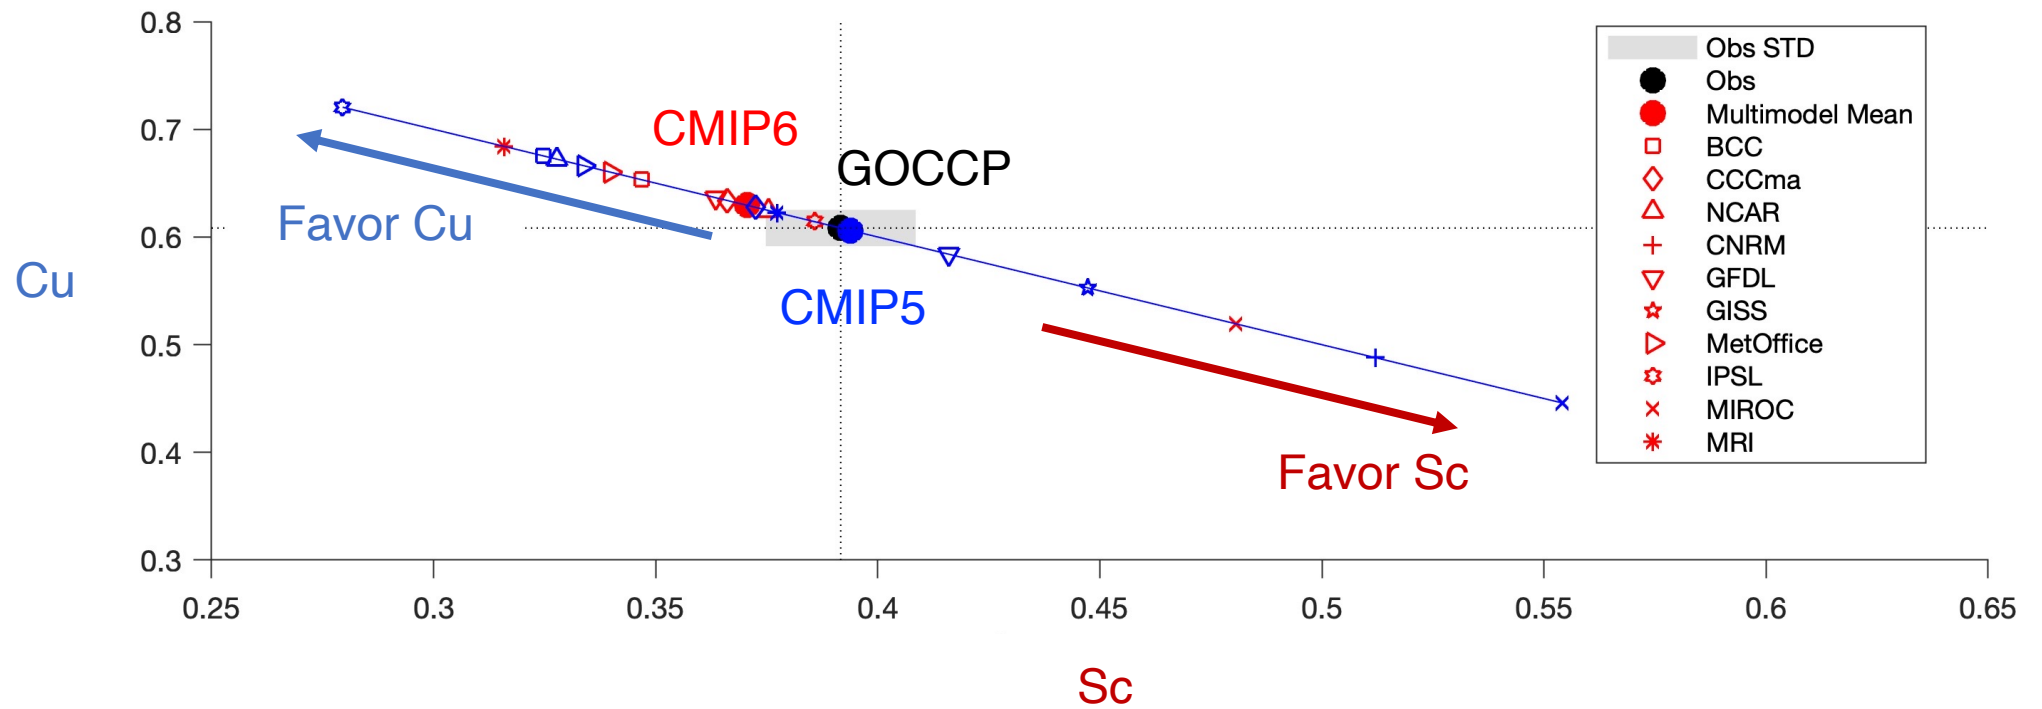 0.8
0.7
0.6
0.5
0.4
0.3
Cu
CMIP6
GOCCP
Favor Cu
CMIP5
Favor Sc
Obs STD
Obs
Multimodel Mean
BCC
CCCma
NCAR
CNRM
GFDL
GISS
MetOffice
IPSL
MIROC
MRI
0.25 0.3 0.35 0.4 0.45 0.5 0.55 0.6 0.65
Sc